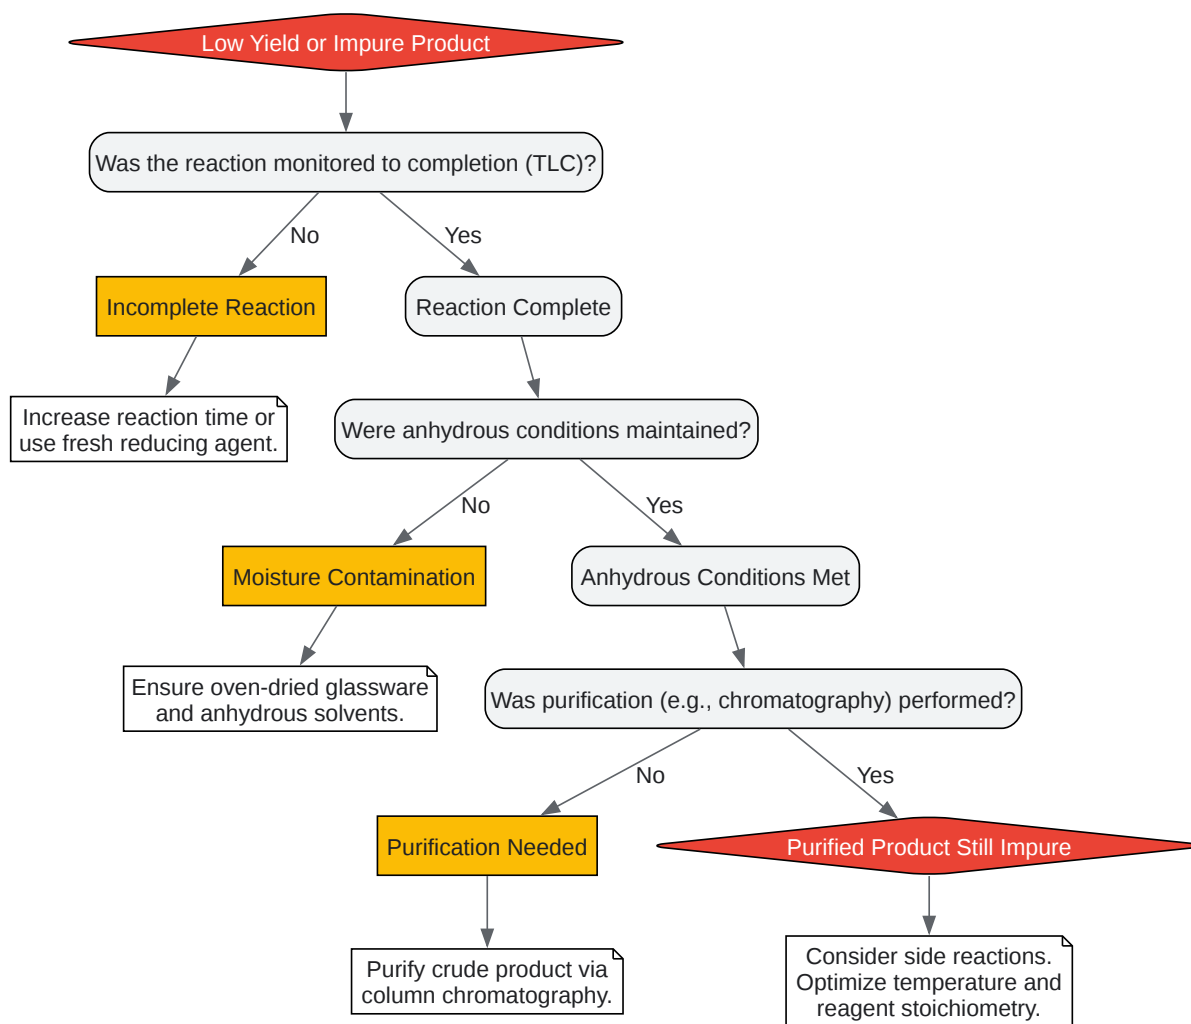 Low Yield or Impure Product
Was the reaction monitored to completion (TLC)?
No
Yes
Incomplete Reaction
Reaction Complete
Increase reaction time or
use fresh reducing agent.
Were anhydrous conditions maintained?
No
Yes
Moisture Contamination
Anhydrous Conditions Met
Ensure oven-dried glassware
and anhydrous solvents.
Was purification (e.g., chromatography) performed?
No
Yes
Purification Needed
Purified Product Still Impure
Purify crude product via
column chromatography.
Consider side reactions.
Optimize temperature and
reagent stoichiometry.